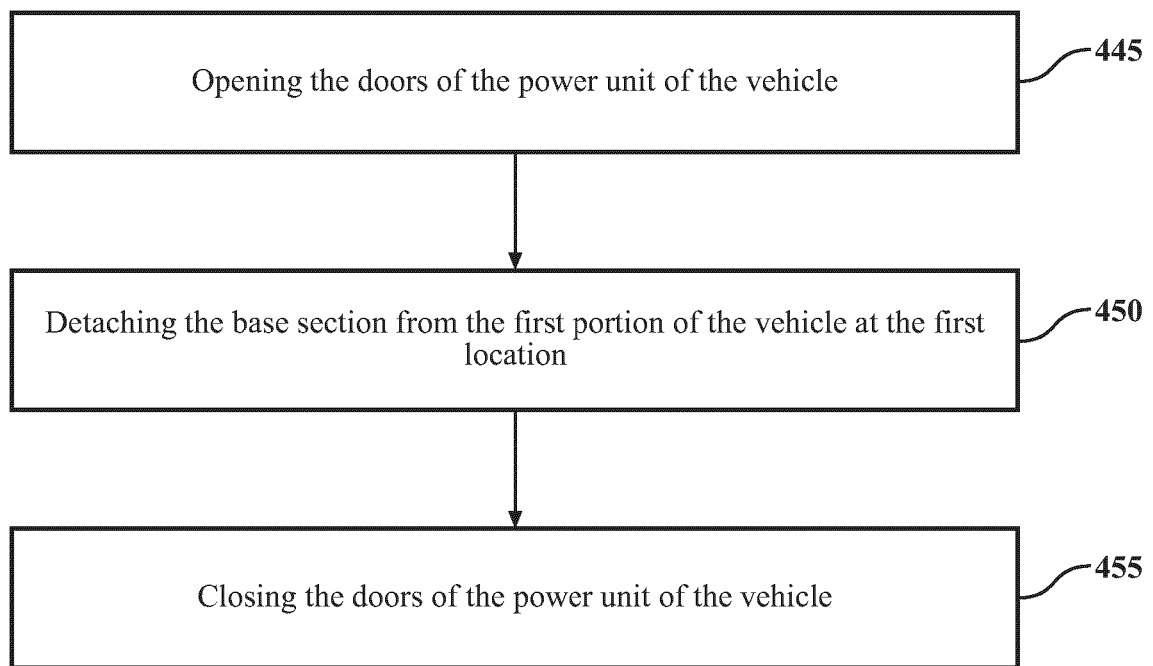 Opening the doors of the power unit of the vehicle
445
Detaching the base section from the first portion of the vehicle at the first
location
450
Closing the doors of the power unit of the vehicle
455